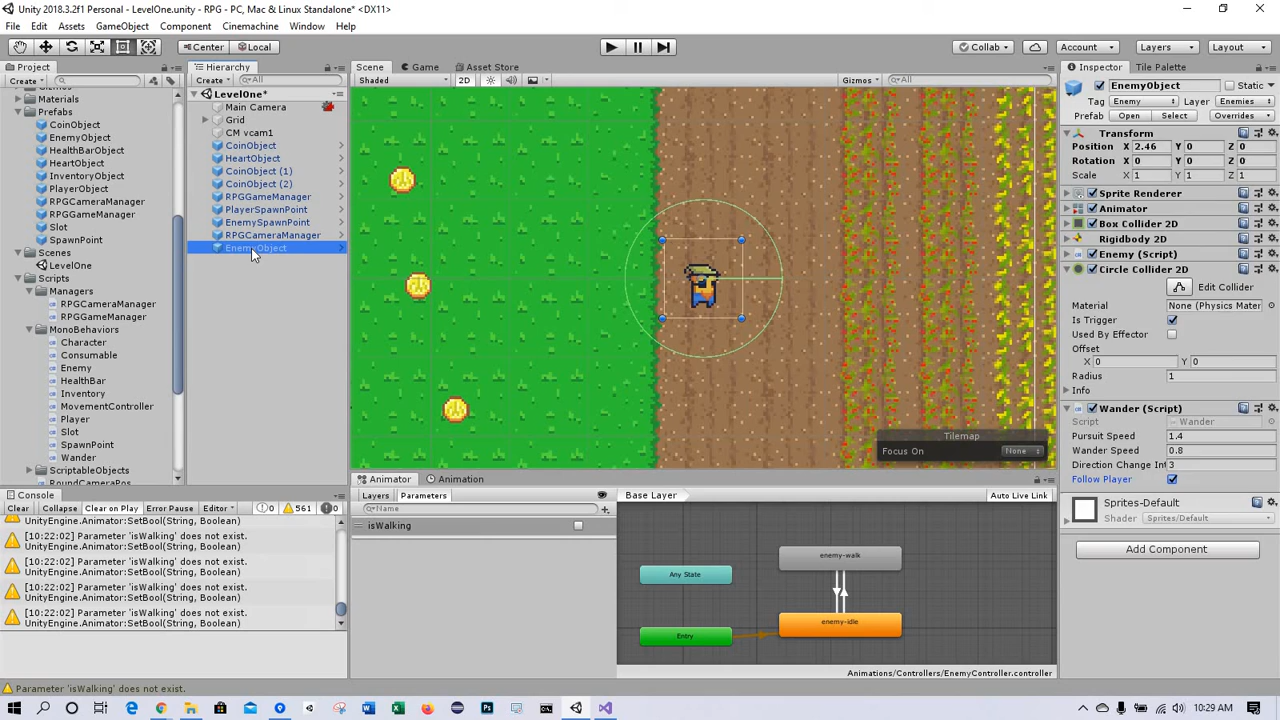 Unity 2018.3.2f1 Personal - LevelOne.unity - RPG - PC, Mac & Linux Standalone* <DX11>
File Edit Assets GameObject Component Cinemachine Window Help
Center Local Collab Account Layers Layout
Project
Create
Gizmos
Materials
Prefabs
CoinObject
EnemyObject
HealthBarObject
HeartObject
InventoryObject
PlayerObject
RPGCameraManager
RPGGameManager
Slot
SpawnPoint
Scenes
LevelOne
Scripts
Managers
RPGCameraManager
RPGGameManager
MonoBehaviors
Character
Consumable
Enemy
HealthBar
Inventory
MovementController
Player
Slot
SpawnPoint
Wander
ScriptableObjects
RoundCameraPos
Hierarchy
Create All
LevelOne*
Main Camera
Grid
CM vcam1
CoinObject
HeartObject
CoinObject (1)
CoinObject (2)
RPGGameManager
PlayerSpawnPoint
EnemySpawnPoint
RPGCameraManager
EnemyObject
Scene Game Asset Store
Shaded 2D Gizmos All
Tilemap
Focus On None
Inspector Tile Palette
EnemyObject Static
Tag Enemy Layer Enemies
Prefab Open Select Overrides
Transform
Position X 2.46 Y 0 Z 0
Rotation X 0 Y 0 Z 0
Scale X 1 Y 1 Z 1
Sprite Renderer
Animator
Box Collider 2D
Rigidbody 2D
Enemy (Script)
Circle Collider 2D
Edit Collider
Material None (Physics Mater
Is Trigger
Used By Effector
Offset
X 0 Y 0
Radius 1
Info
Wander (Script)
Script Wander
Pursuit Speed 1.4
Wander Speed 0.8
Direction Change Int 3
Follow Player
Sprites-Default
Shader Sprites/Default
Add Component
Console
Clear Collapse Clear on Play Error Pause Editor 0 561 0
UnityEngine.Animator:SetBool(String, Boolean)
[10:22:02] Parameter 'isWalking' does not exist.
UnityEngine.Animator:SetBool(String, Boolean)
[10:22:02] Parameter 'isWalking' does not exist.
UnityEngine.Animator:SetBool(String, Boolean)
[10:22:02] Parameter 'isWalking' does not exist.
UnityEngine.Animator:SetBool(String, Boolean)
[10:22:02] Parameter 'isWalking' does not exist.
UnityEngine.Animator:SetBool(String, Boolean)
Animator Animation
Layers Parameters Base Layer Auto Live Link
Name
isWalking
enemy-walk
Any State
enemy-idle
Entry
Animations/Controllers/EnemyController.controller
Parameter 'isWalking' does not exist.
10:29 AM